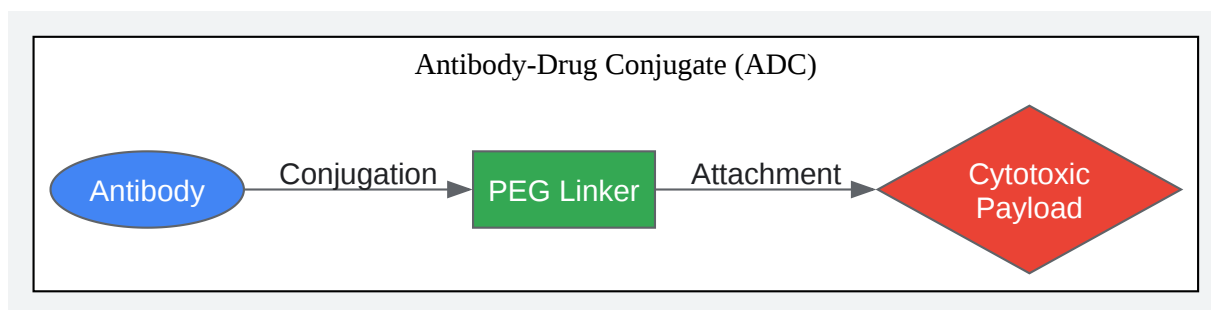 Antibody-Drug Conjugate (ADC)
Antibody
Conjugation
PEG Linker
Attachment
Cytotoxic
Payload